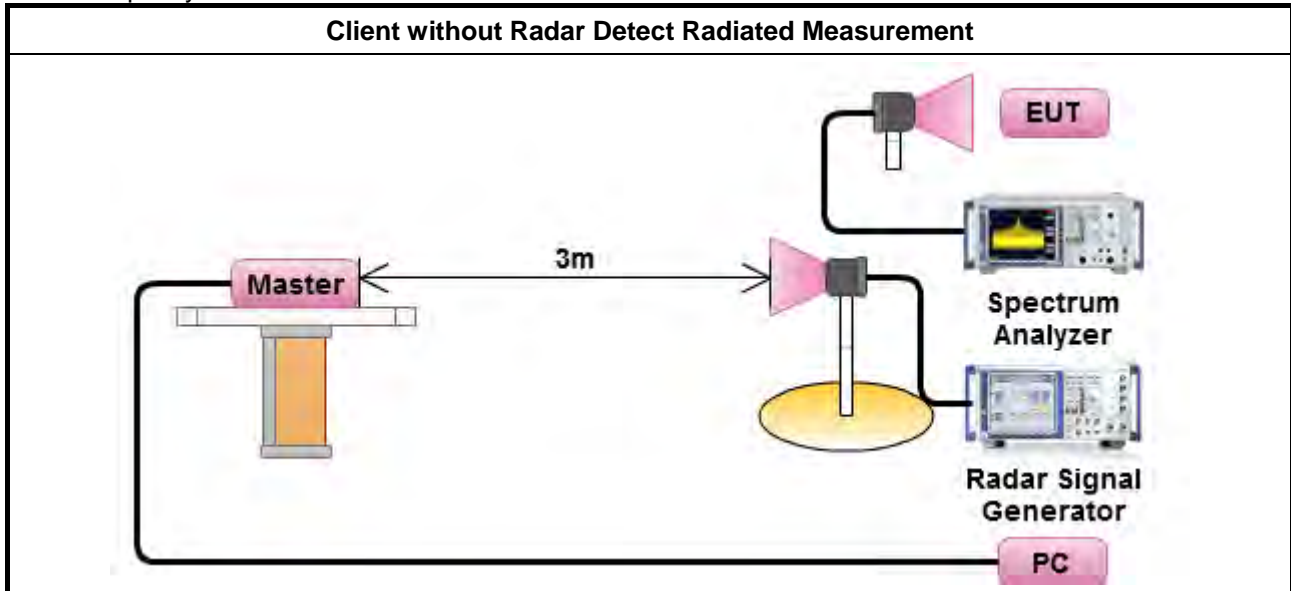 Client without Radar Detect Radiated Measurement
EUT
3m
Master
Spectrum
Analyzer
Radar Signal
Generator
PC